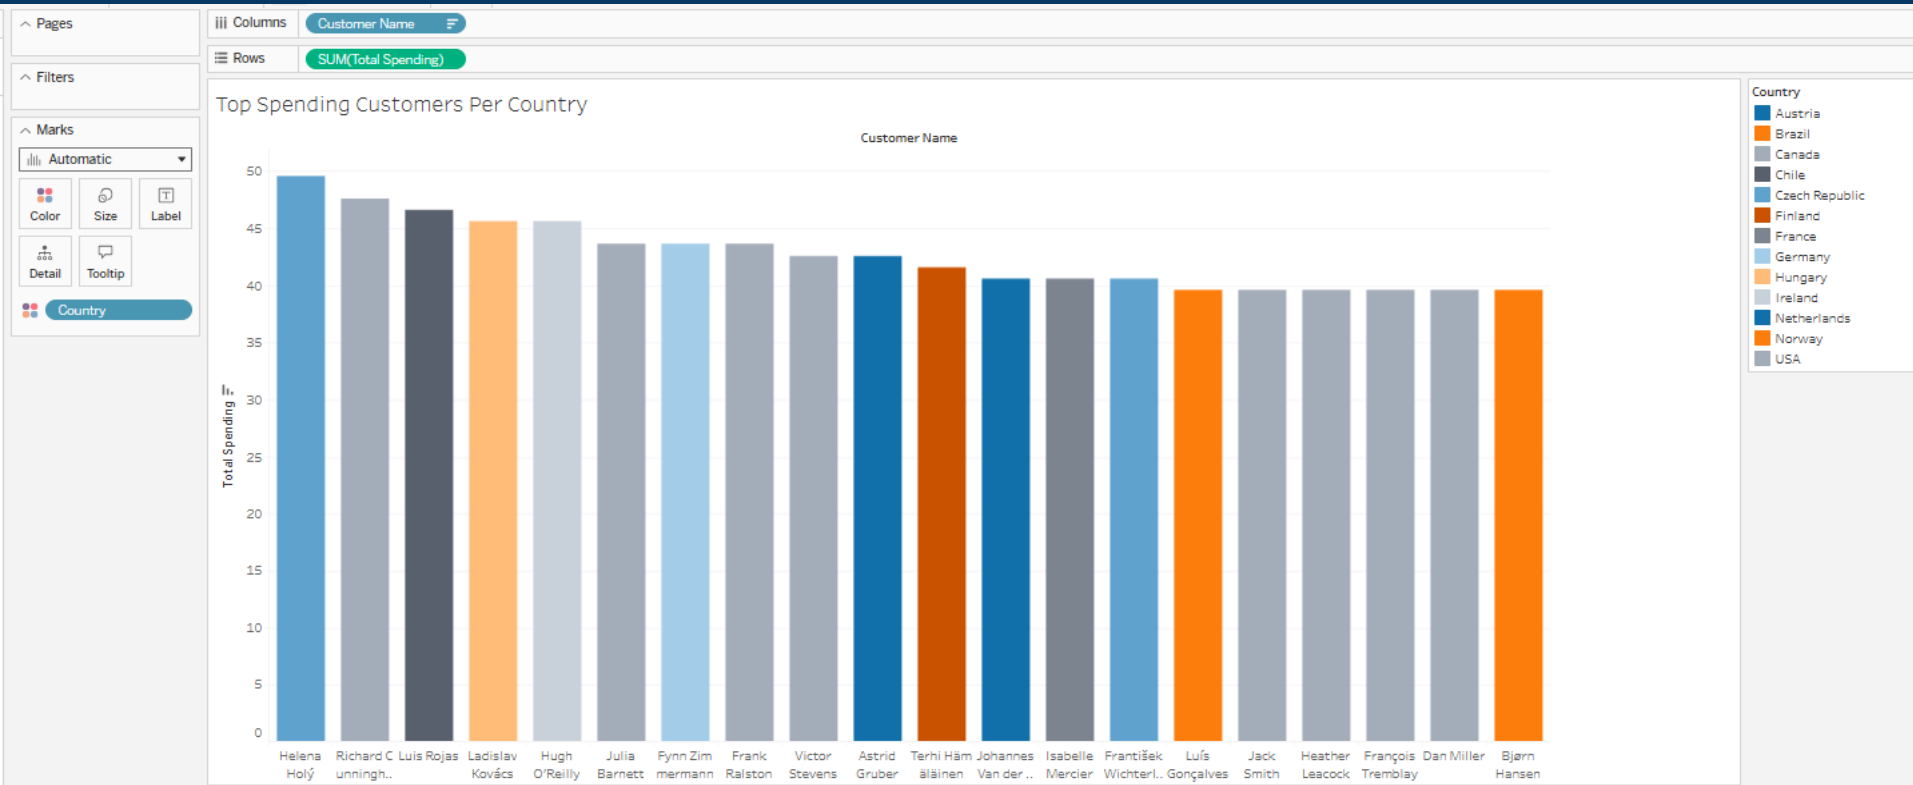 Pages
Filters
Marks
Automatic
Color
Size
Label
Detail
Tooltip
Country
Columns
Customer Name
Rows
SUM(Total Spending)
Top Spending Customers Per Country
Customer Name
Total Spending
50
45
40
35
30
25
20
15
10
5
0
Helena
Holý
Richard C
unningh..
Luis Rojas
Ladislav
Kovács
Hugh
O'Reilly
Julia
Barnett
Fynn Zim
mermann
Frank
Ralston
Victor
Stevens
Astrid
Gruber
Terhi Häm
äläinen
Johannes
Van der ..
Isabelle
Mercier
František
Wichterl..
Luís
Gonçalves
Jack
Smith
Heather
Leacock
François
Tremblay
Dan Miller
Bjørn
Hansen
Country
Austria
Brazil
Canada
Chile
Czech Republic
Finland
France
Germany
Hungary
Ireland
Netherlands
Norway
USA